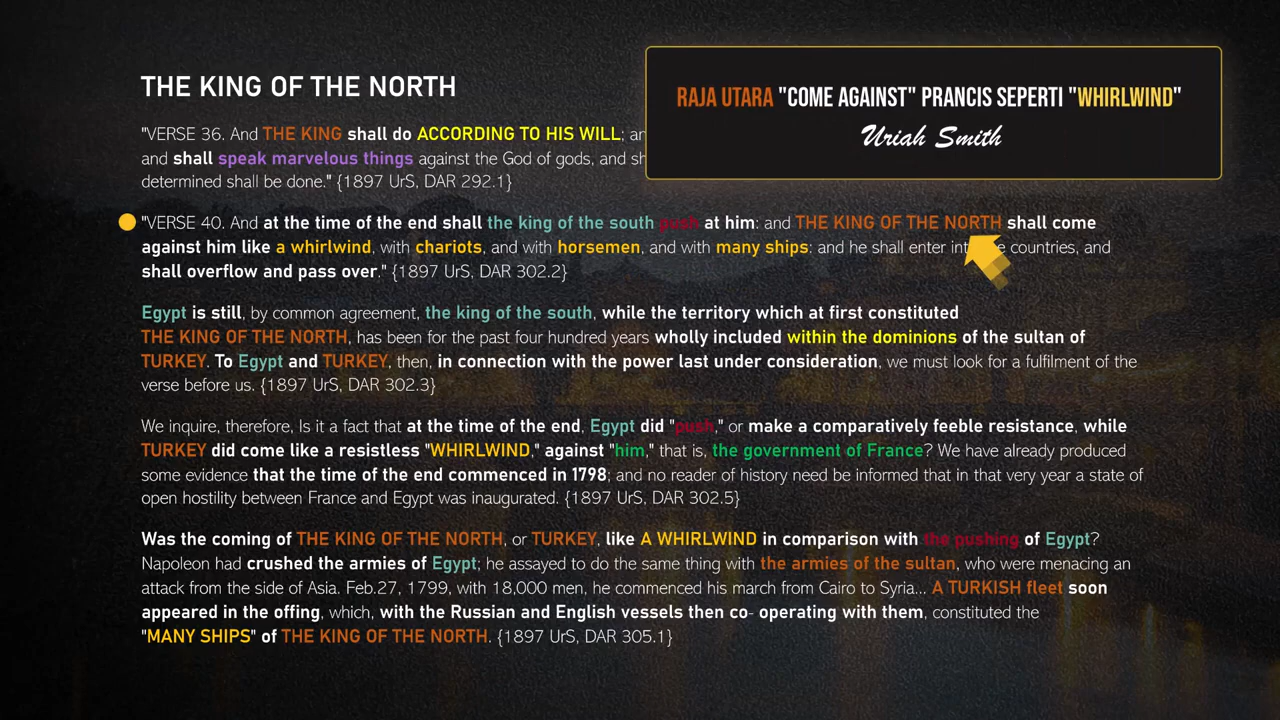 THE KING OF THE NORTH
RAJA UTARA "COME AGAINST" PRANCIS SEPERTI "WHIRLWIND"
Uriah Smith
"VERSE 36. And THE KING shall do ACCORDING TO HIS WILL; an
and shall speak marvelous things against the God of gods, and sh
determined shall be done." {1897 UrS, DAR 292.1}
"VERSE 40. And at the time of the end shall the king of the south push at him: and THE KING OF THE NORTH shall come
against him like a whirlwind, with chariots, and with horsemen, and with many ships: and he shall enter countries, and
shall overflow and pass over." {1897 UrS, DAR 302.2}
Egypt is still, by common agreement, the king of the south, while the territory which at first constituted
THE KING OF THE NORTH, has been for the past four hundred years wholly included within the dominions of the sultan of
TURKEY. To Egypt and TURKEY, then, in connection with the power last under consideration, we must look for a fulfilment of the
verse before us. {1897 UrS, DAR 302.3}
We inquire, therefore, Is it a fact that at the time of the end, Egypt did "push," or make a comparatively feeble resistance, while
TURKEY did come like a resistless "WHIRLWIND," against "him," that is, the government of France? We have already produced
some evidence that the time of the end commenced in 1798; and no reader of history need be informed that in that very year a state of
open hostility between France and Egypt was inaugurated. {1897 UrS, DAR 302.5}
Was the coming of THE KING OF THE NORTH, or TURKEY, like A WHIRLWIND in comparison with the pushing of Egypt?
Napoleon had crushed the armies of Egypt; he assayed to do the same thing with the armies of the sultan, who were menacing an
attack from the side of Asia. Feb.27, 1799, with 18,000 men, he commenced his march from Cairo to Syria... A TURKISH fleet soon
appeared in the offing, which, with the Russian and English vessels then co- operating with them, constituted the
"MANY SHIPS" of THE KING OF THE NORTH. {1897 UrS, DAR 305.1}